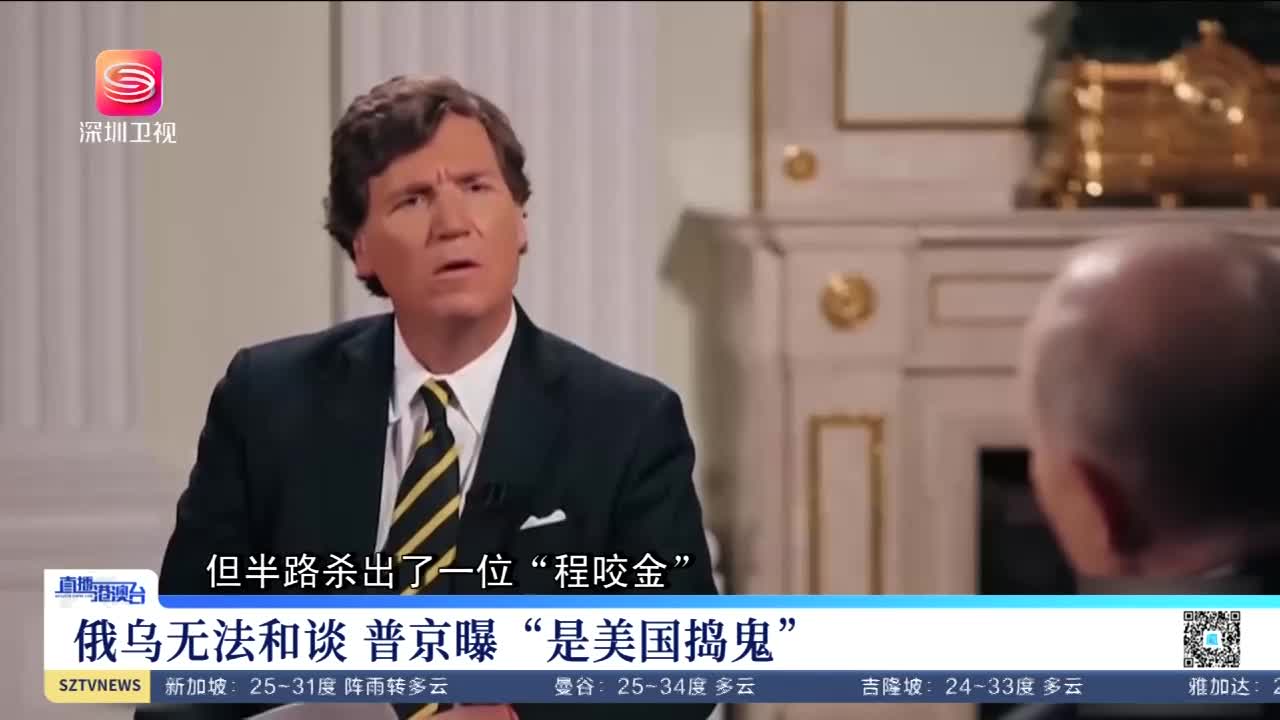 深圳卫视
但半路杀出了一位“程咬金”
直播港澳台
俄乌无法和谈 普京曝“是美国捣鬼”
SZTVNEWS
新加坡：25~31度 阵雨转多云 曼谷：25~34度 多云 吉隆坡：24~33度 多云 雅加达：2